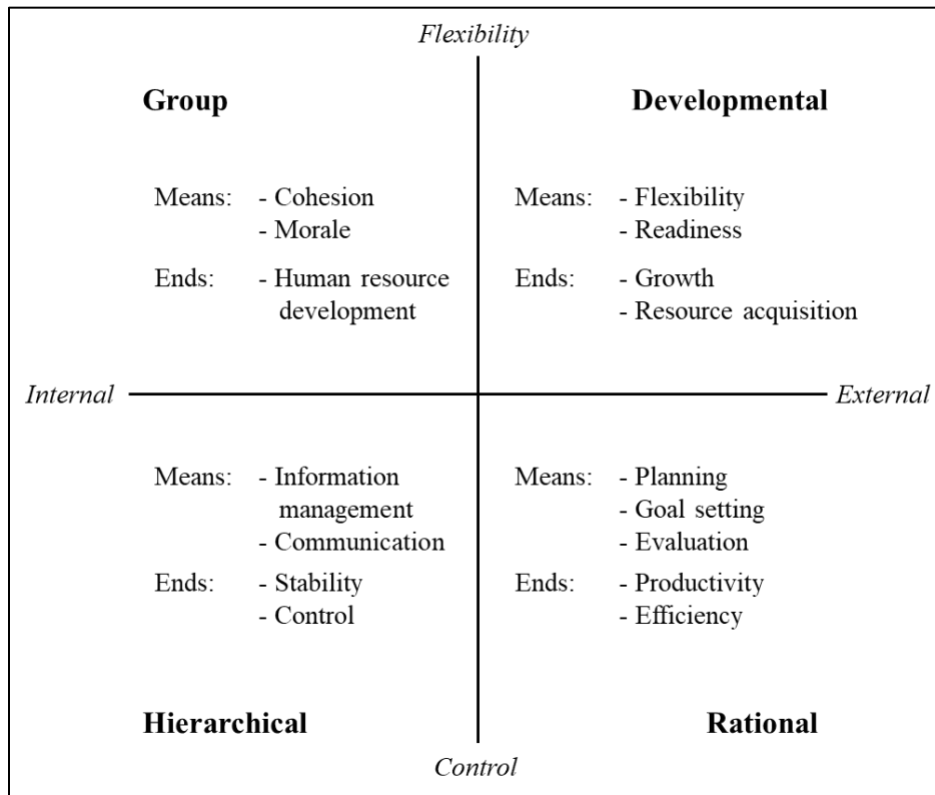 Flexibility
Group
Means: - Cohesion
- Morale
Ends: - Human resource
development
Developmental
Means: - Flexibility
- Readiness
Ends: - Growth
- Resource acquisition
Internal
External
Means: - Information
management
- Communication
Ends: - Stability
- Control
Hierarchical
Means: - Planning
- Goal setting
- Evaluation
Ends: - Productivity
- Efficiency
Rational
Control